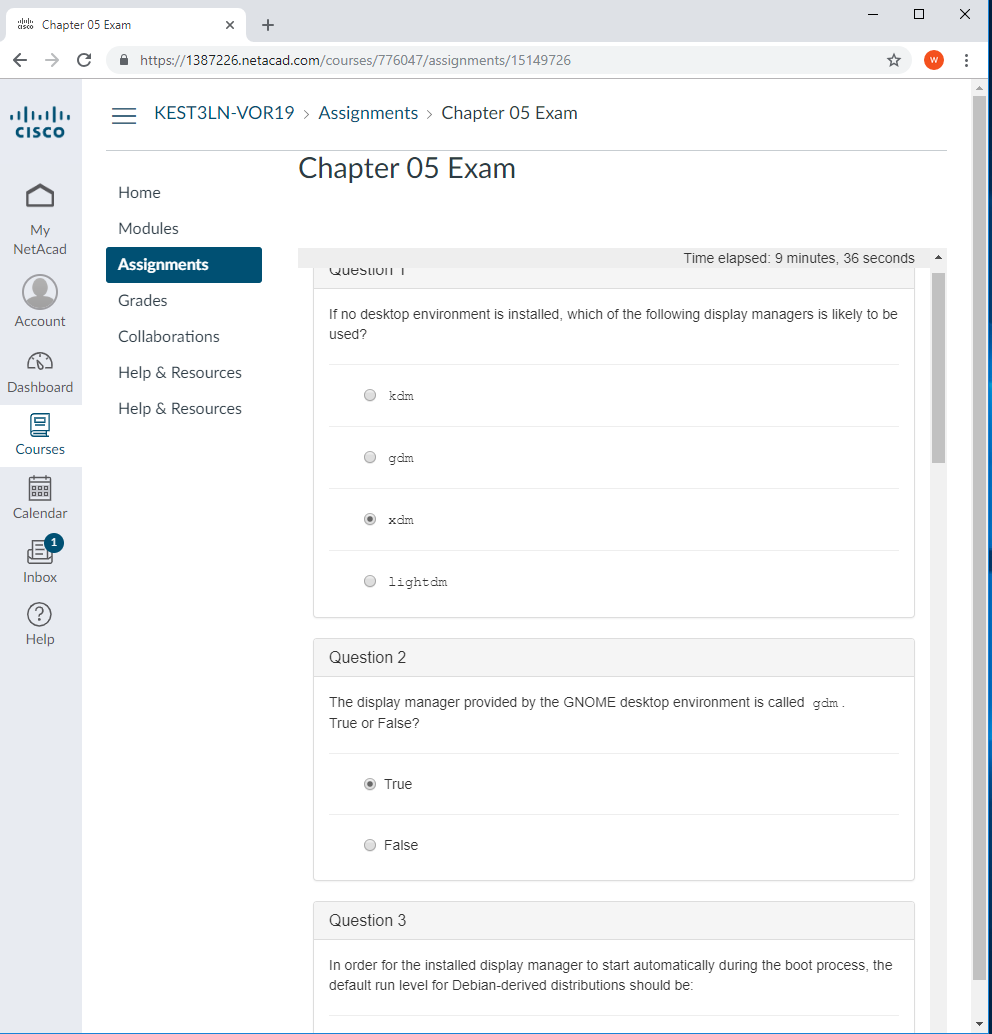 Chapter 05 Exam
https://1387226.netacad.com/courses/776047/assignments/15149726
W
CISCO
My
NetAcad
Account
Dashboard
Courses
Calendar
1
Inbox
Help
KEST3LN-VOR19 > Assignments > Chapter 05 Exam
Home
Modules
Assignments
Grades
Collaborations
Help & Resources
Help & Resources
Chapter 05 Exam
Time elapsed: 9 minutes, 36 seconds
Question 1
If no desktop environment is installed, which of the following display managers is likely to be
used?
kdm
gdm
xdm
lightdm
Question 2
The display manager provided by the GNOME desktop environment is called gdm.
True or False?
True
False
Question 3
In order for the installed display manager to start automatically during the boot process, the
default run level for Debian-derived distributions should be: